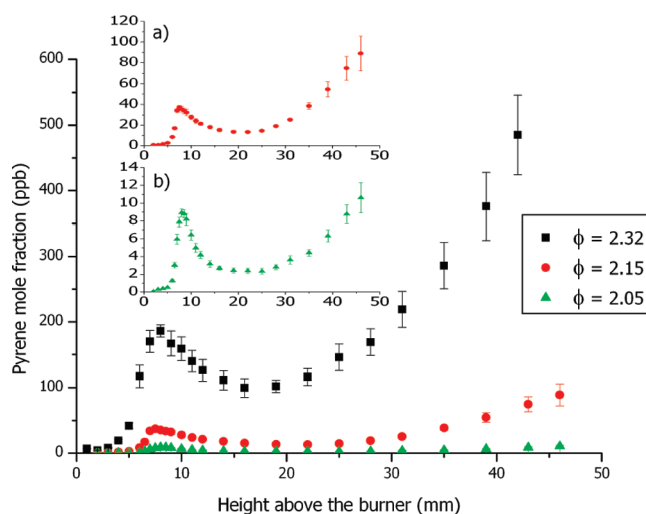 a)
120
100
80
60
40
20
0
0 10 20 30 40 50
b)
14
12
10
8
6
4
2
0
0 10 20 30 40 50
Pyrene mole fraction (ppb)
600
500
400
300
200
100
0
0 10 20 30 40 50
Height above the burner (mm)
ϕ = 2.32
ϕ = 2.15
ϕ = 2.05